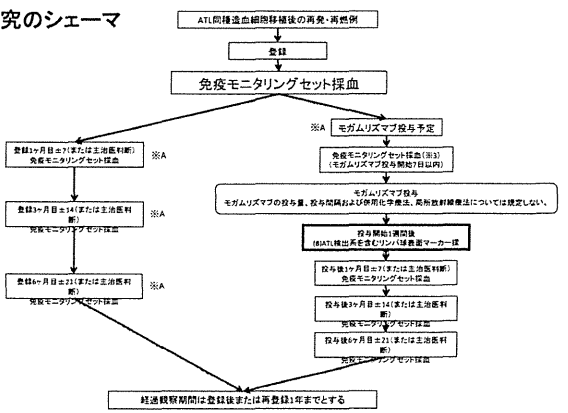 究のシェーマ
ATL同種造血細胞移植後の再発・再燃例
登録
免疫モニタリングセット採血
※A
モガムリズマブ投与予定
登録1ヶ月目±7(または主治医判断)
免疫モニタリングセット採血
※A
免疫モニタリングセット採血(※3)
(モガムリズマブ投与開始7日以内)
モガムリズマブ投与
モガムリズマブの投与量、投与間隔および併用化学療法、局所放射線療法については規定しない。
登録3ヶ月目±14(または主治医判
断)
免疫モニタリングセット採血
※A
投与開始1週間後
(8)ATL検出系を含むリンパ球表面マーカー採
投与後1ヶ月目±7(または主治医判断)
免疫モニタリングセット採血
登録6ヶ月目±21(または主治医判
断)
免疫モニタリングセット採血
※A
投与後3ヶ月目±14(または主治医判
断)
免疫モニタリングセット採血
投与後6ヶ月目±21(または主治医判
断)
免疫モニタリングセット採血
経過観察期間は登録後または再登録1年までとする